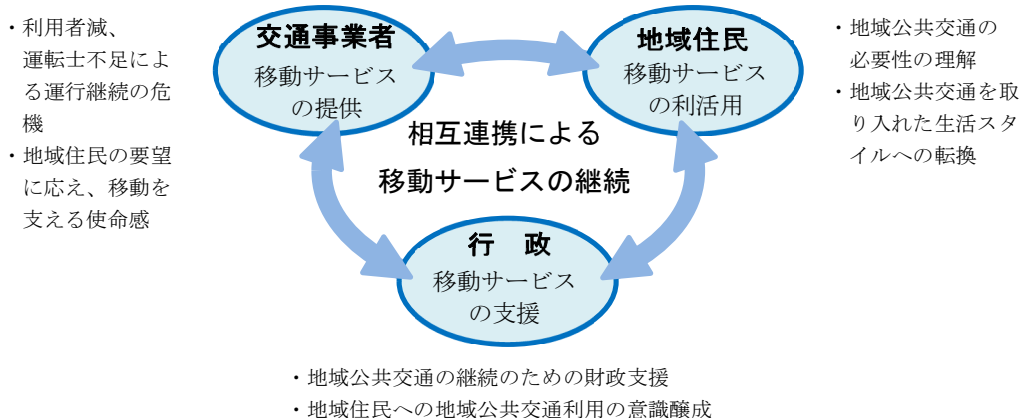 ・利用者減、
運転士不足によ
る運行継続の危
機
・地域住民の要望
に応え、移動を
支える使命感
交通事業者
移動サービス
の提供
地域住民
移動サービス
の利活用
・地域公共交通の
必要性の理解
・地域公共交通を取
り入れた生活スタ
イルへの転換
相互連携による
移動サービスの継続
行　政
移動サービス
の支援
・地域公共交通の継続のための財政支援
・地域住民への地域公共交通利用の意識醸成